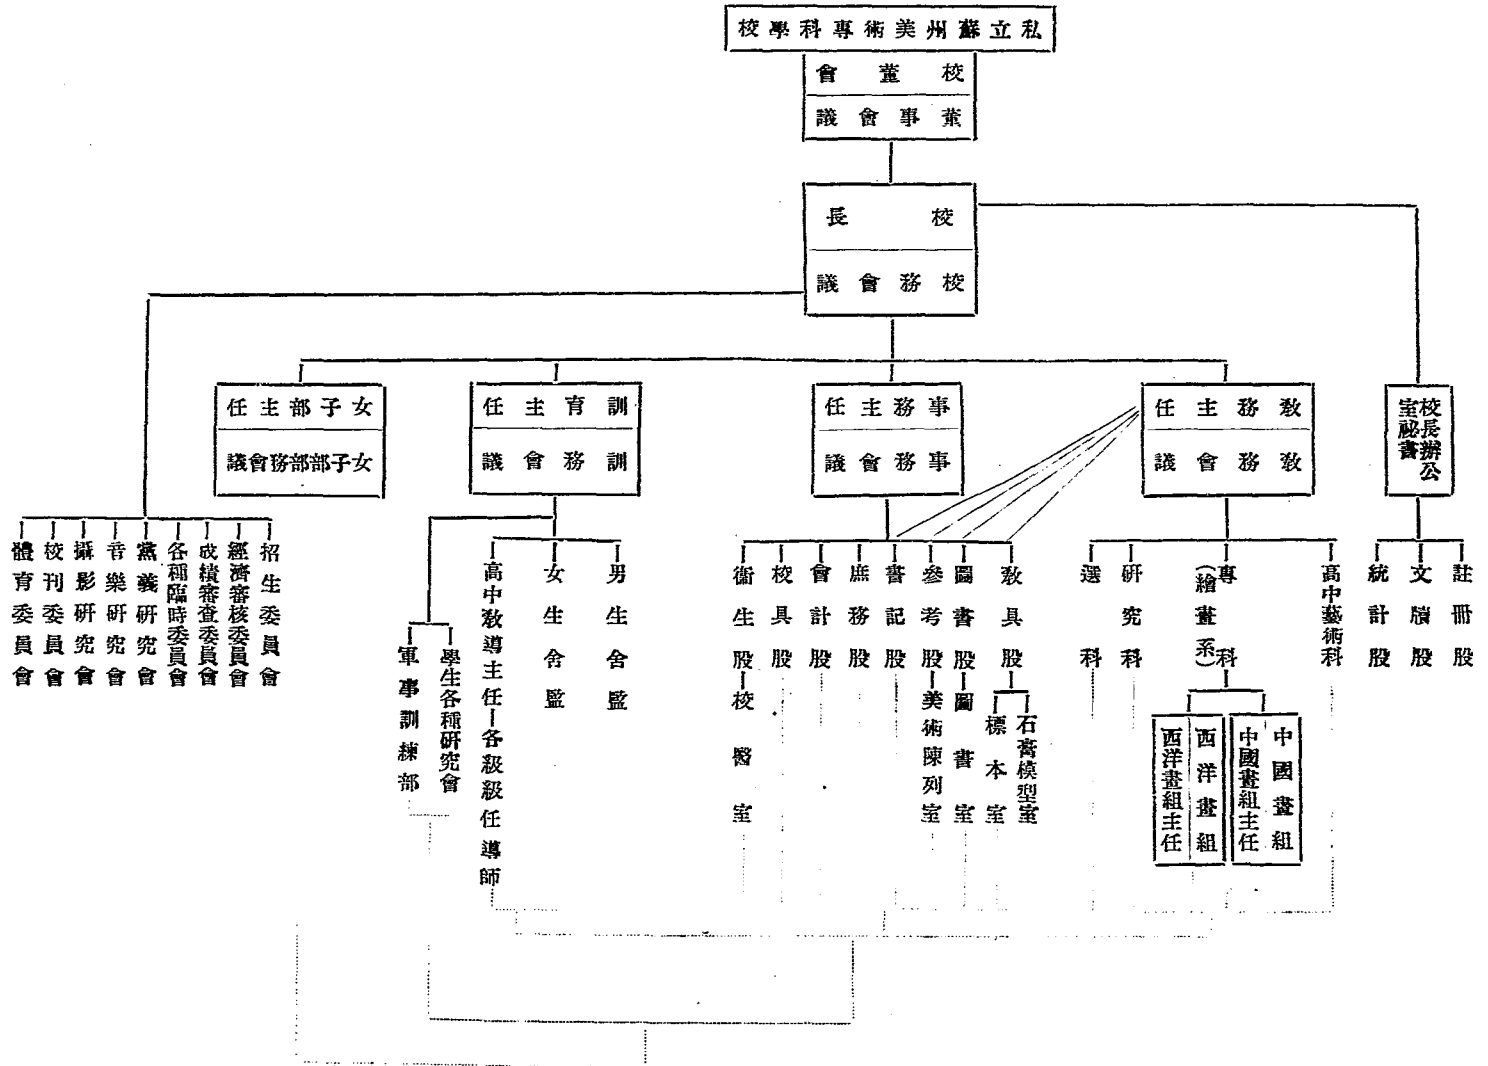 私立蘇州美術專科學校
校董會
董事會議
校長
校務會議
教務主任
教務會議
事務主任
事務會議
訓育主任
訓務會議
女子部主任
女子部部務會議
校長辦公
室祕書
註冊股
文牘股
統計股
高中藝術科
專科
(繪畫系)
研究科
選科
中國畫組
中國畫組主任
西洋畫組
西洋畫組主任
教具股
圖書股
參考股
書記股
庶務股
會計股
校具股
衞生股
石膏模型室
標本室
圖書室
美術陳列室
校醫室
男生舍監
女生舍監
高中教導主任
各級級任導師
學生各種研究會
軍事訓練部
招生委員會
經濟審核委員會
成績審查委員會
各種臨時委員會
黨義研究會
音樂研究會
攝影研究會
校刊委員會
體育委員會